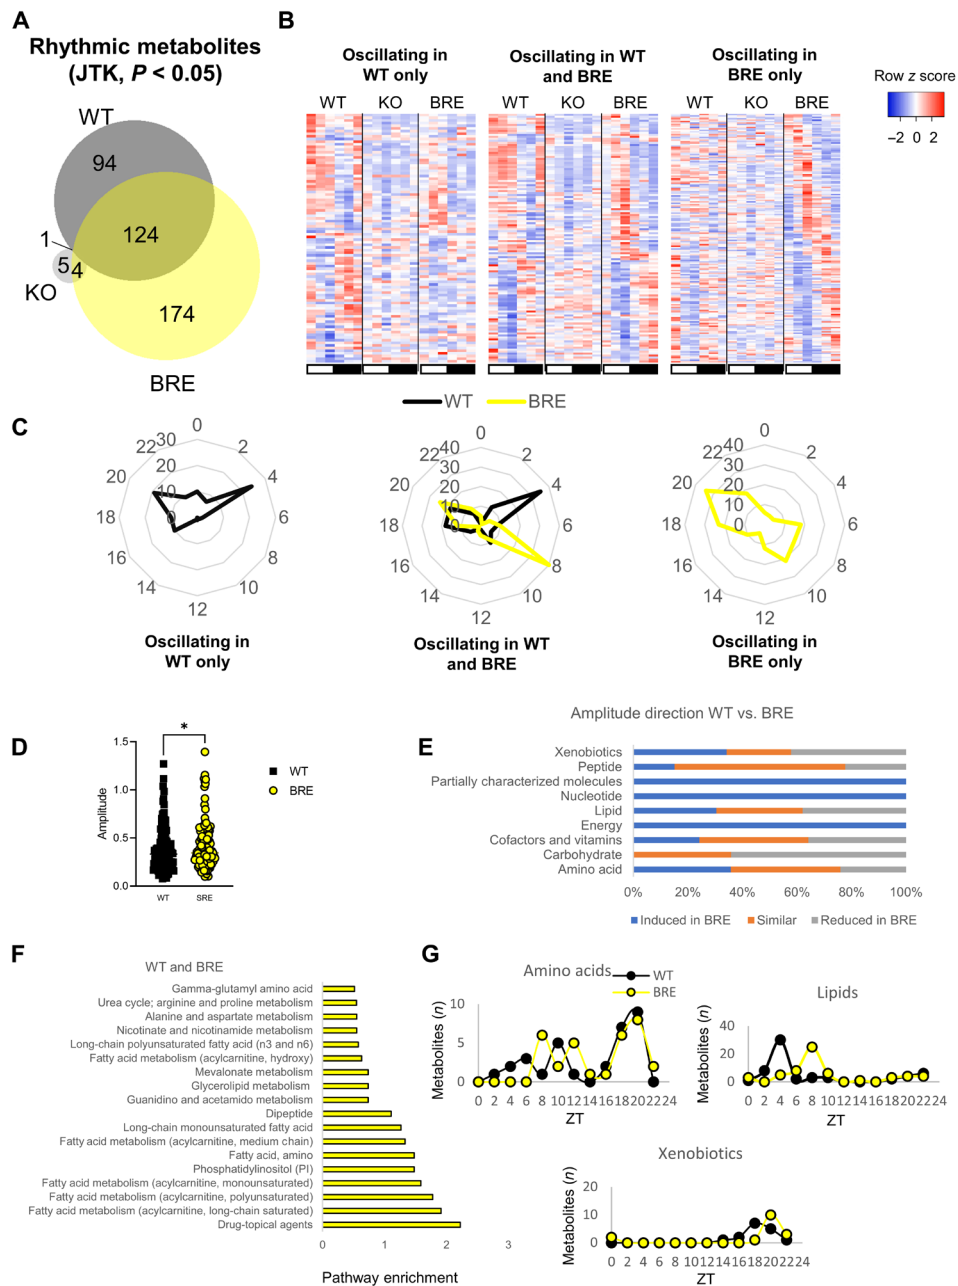 A
Rhythmic metabolites
(JTK, P < 0.05)
WT
94
124
1
5
4
KO
174
BRE
B
Oscillating in
WT only
Oscillating in WT
and BRE
Oscillating in
BRE only
Row z score
−2 0 2
WT KO BRE
WT KO BRE
WT KO BRE
WT BRE
C
0
2
4
6
8
10
12
14
16
18
20
22
30
20
10
0
Oscillating in
WT only
0
2
4
6
8
10
12
14
16
18
20
22
40
30
20
10
0
Oscillating in WT
and BRE
0
2
4
6
8
10
12
14
16
18
20
22
40
30
20
10
0
Oscillating in
BRE only
D
*
1.5
1.0
0.5
0.0
Amplitude
WT SRE
WT
BRE
E
Amplitude direction WT vs. BRE
Xenobiotics
Peptide
Partially characterized molecules
Nucleotide
Lipid
Energy
Cofactors and vitamins
Carbohydrate
Amino acid
0% 20% 40% 60% 80% 100%
Induced in BRE Similar Reduced in BRE
F
WT and BRE
Gamma-glutamyl amino acid
Urea cycle; arginine and proline metabolism
Alanine and aspartate metabolism
Nicotinate and nicotinamide metabolism
Long-chain polyunsaturated fatty acid (n3 and n6)
Fatty acid metabolism (acylcarnitine, hydroxy)
Mevalonate metabolism
Glycerolipid metabolism
Guanidino and acetamido metabolism
Dipeptide
Long-chain monounsaturated fatty acid
Fatty acid metabolism (acylcarnitine, medium chain)
Fatty acid, amino
Phosphatidylinositol (PI)
Fatty acid metabolism (acylcarnitine, monounsaturated)
Fatty acid metabolism (acylcarnitine, polyunsaturated)
Fatty acid metabolism (acylcarnitine, long-chain saturated)
Drug-topical agents
0 1 2 3
Pathway enrichment
G
Amino acids
WT
BRE
10
5
0
Metabolites (n)
0 2 4 6 8 10 12 14 16 18 20 22 24
ZT
Lipids
40
20
0
Metabolites (n)
0 2 4 6 8 10 12 14 16 18 20 22 24
ZT
Xenobiotics
20
10
0
Metabolites (n)
0 2 4 6 8 10 12 14 16 18 20 22 24
ZT